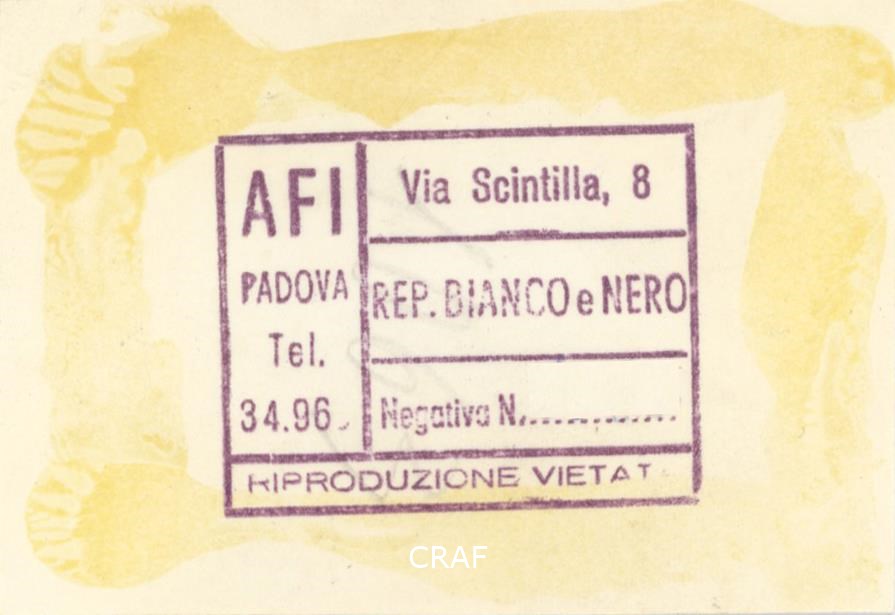 AFI
PADOVA
Tel.
34.96.
Via Scintilla, 8
REP. BIANCO e NERO
Negativo N..............
RIPRODUZIONE VIETAT
CRAF